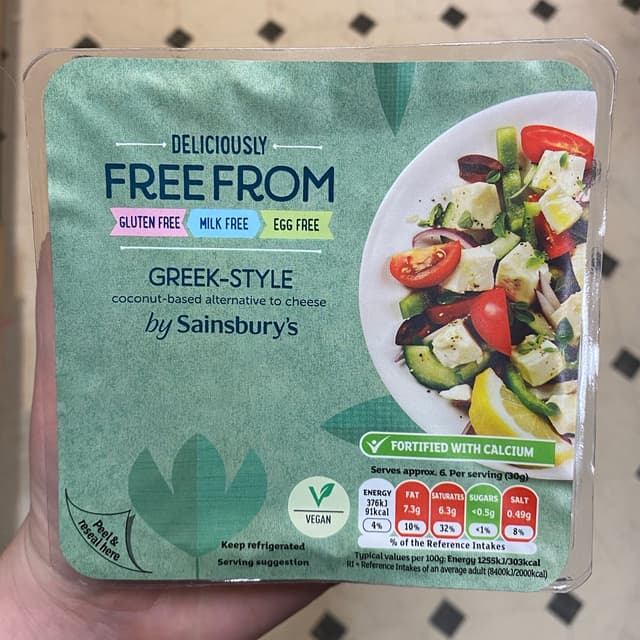 DELICIOUSLY
FREE FROM
GLUTEN FREE MILK FREE EGG FREE
GREEK-STYLE
coconut-based alternative to cheese
by Sainsbury's
FORTIFIED WITH CALCIUM
Serves approx. 6. Per serving (30g)
ENERGY 376kJ 91kcal 4%
FAT 7.3g 10%
SATURATES 6.3g 32%
SUGARS <0.5g <1%
SALT 0.49g 8%
% of the Reference Intakes
Typical values per 100g: Energy 1255kJ/303kcal
RI = Reference Intakes of an average adult (8400kJ/2000kcal)
VEGAN
Keep refrigerated
Serving suggestion
Peel &
reseal here